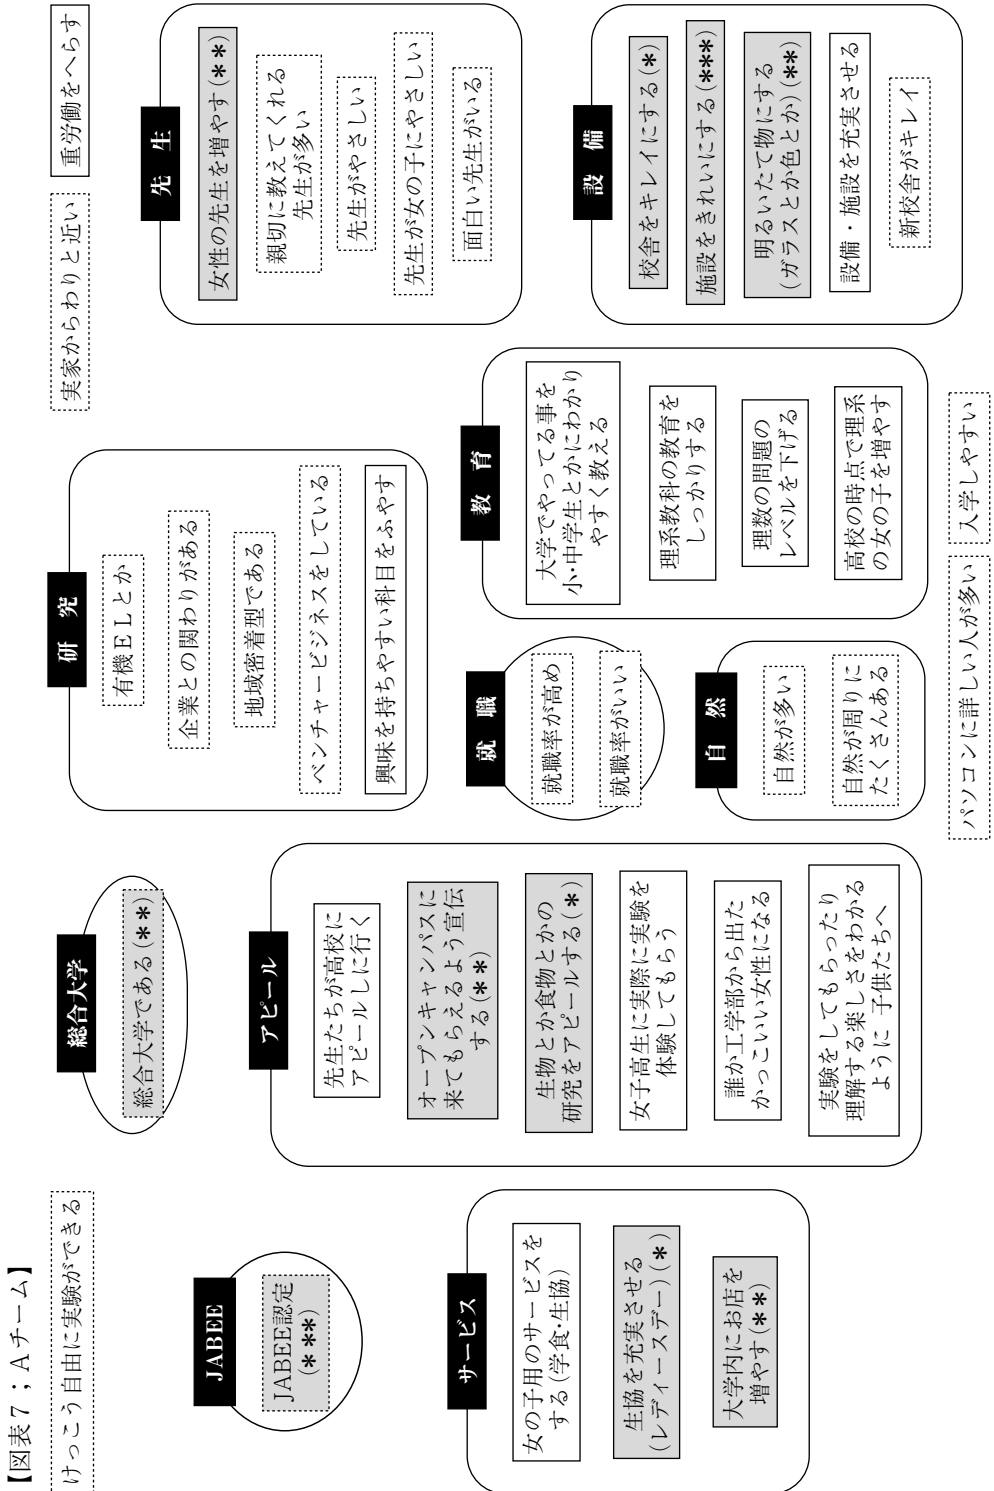 【図表7；Aチーム】
けっこう自由に実験ができる
JABEE
JABEE認定
(＊＊＊)
サービス
女の子用のサービスを
する(学食・生協)
生協を充実させる
(レディースデー)(＊)
大学内にお店を
増やす(＊＊)
総合大学
総合大学である(＊＊)
アピール
先生たちが高校に
アピールしに行く
オープンキャンパスに
来てもらえるよう宣伝
する(＊＊)
生物とか食物とかの
研究をアピールする(＊)
女子高生に実際に実験を
体験してもらう
誰か工学部から出た
かっこいい女性になる
実験をしてもらったり
理解する楽しさをわかる
ように 子供たちへ
研 究
有機ELとか
企業との関わりがある
地域密着型である
ベンチャービジネスをしている
興味を持ちやすい科目をふやす
就 職
就職率が高め
就職率がいい
自 然
自然が多い
自然が周りに
たくさんある
教 育
大学でやってる事を
小・中学生とかにわかり
やすく教える
理系教科の教育を
しっかりする
理数の問題の
レベルを下げる
高校の時点で理系
の女の子を増やす
パソコンに詳しい人が多い
入学しやすい
実家からわりと近い
重労働をへらす
先 生
女性の先生を増やす(＊＊)
親切に教えてくれる
先生が多い
先生がやさしい
先生が女の子にやさしい
面白い先生がいる
設 備
校舎をキレイにする(＊)
施設をきれいにする(＊＊＊)
明るいたて物にする
(ガラスとか色とか)(＊＊)
設備・施設を充実させる
新校舎がキレイ